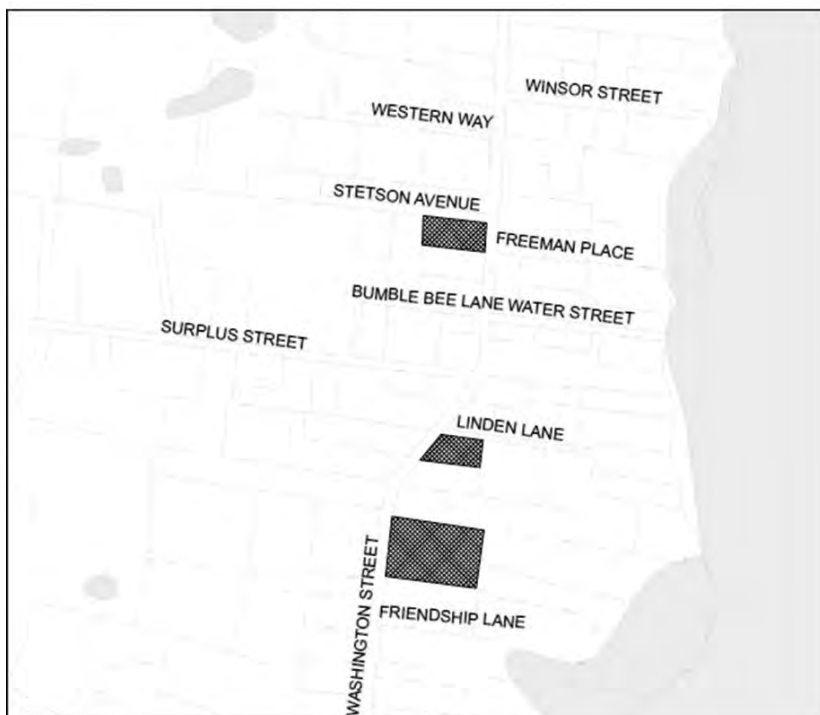 WINSOR STREET
WESTERN WAY
STETSON AVENUE
FREEMAN PLACE
BUMBLE BEE LANE WATER STREET
SURPLUS STREET
LINDEN LANE
WASHINGTON STREET
FRIENDSHIP LANE